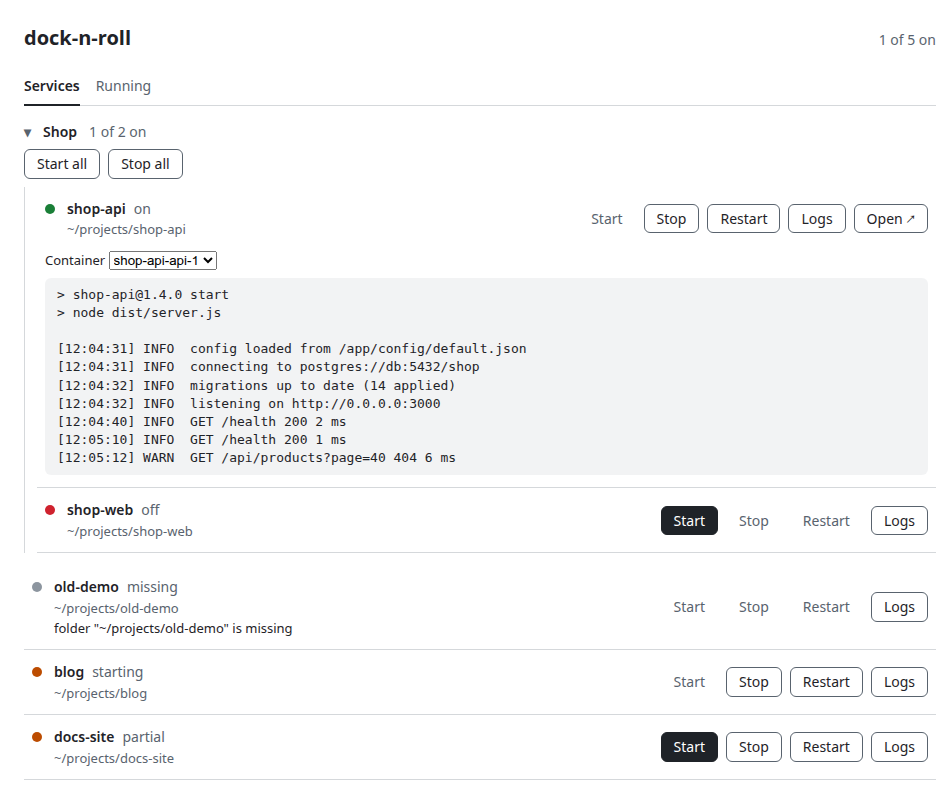 dock-n-roll
1 of 5 on
Services Running
▼ Shop 1 of 2 on
Start all Stop all
shop-api on
~/projects/shop-api
Start Stop Restart Logs Open ↗
Container shop-api-api-1
> shop-api@1.4.0 start
> node dist/server.js
[12:04:31] INFO  config loaded from /app/config/default.json
[12:04:31] INFO  connecting to postgres://db:5432/shop
[12:04:32] INFO  migrations up to date (14 applied)
[12:04:32] INFO  listening on http://0.0.0.0:3000
[12:04:40] INFO  GET /health 200 2 ms
[12:05:10] INFO  GET /health 200 1 ms
[12:05:12] WARN  GET /api/products?page=40 404 6 ms
shop-web off
~/projects/shop-web
Start Stop Restart Logs
old-demo missing
~/projects/old-demo
folder "~/projects/old-demo" is missing
Start Stop Restart Logs
blog starting
~/projects/blog
Start Stop Restart Logs
docs-site partial
~/projects/docs-site
Start Stop Restart Logs